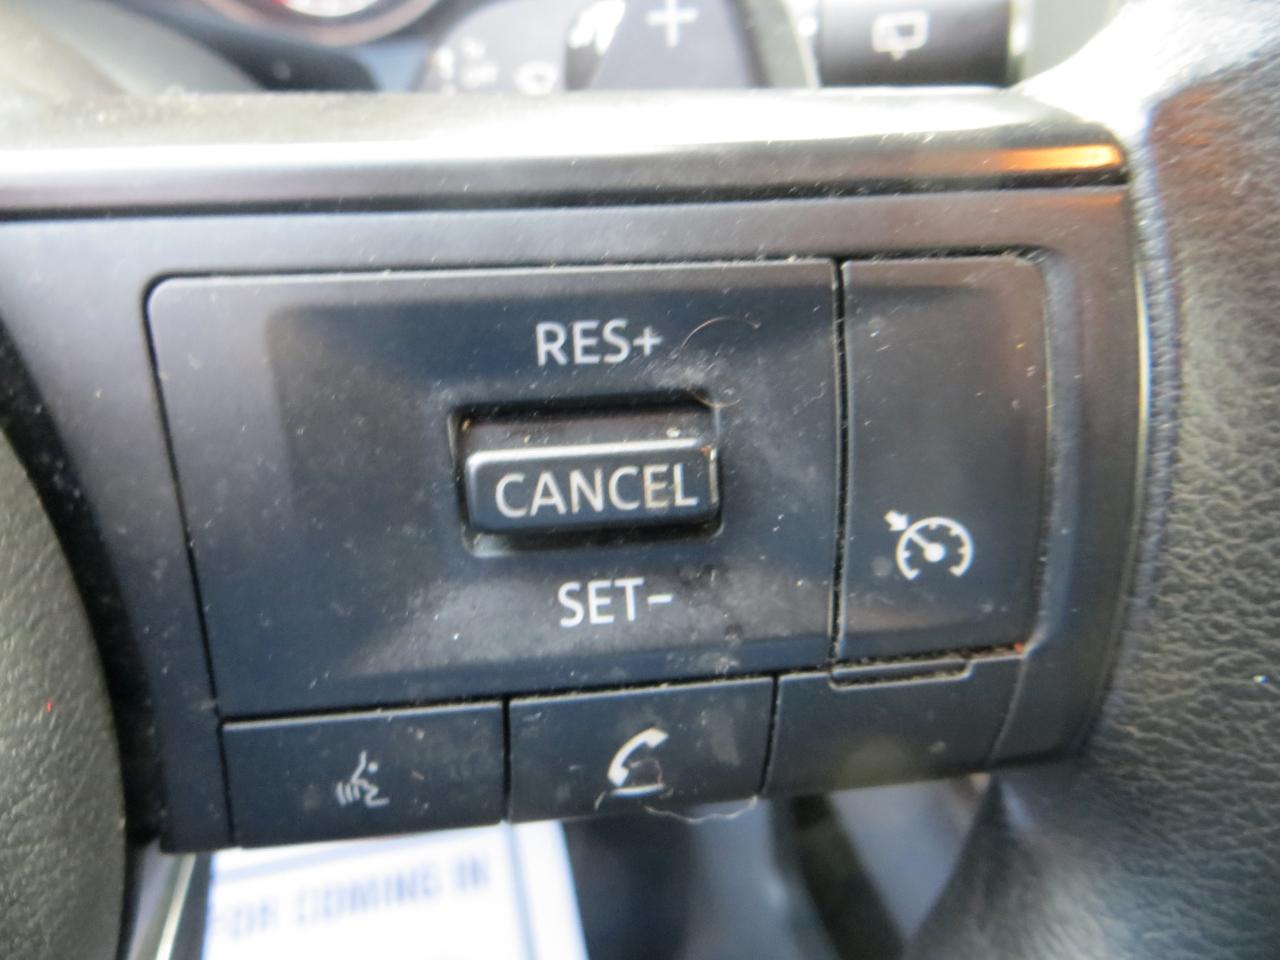 RES+
CANCEL
SET-
FOR COMING IN